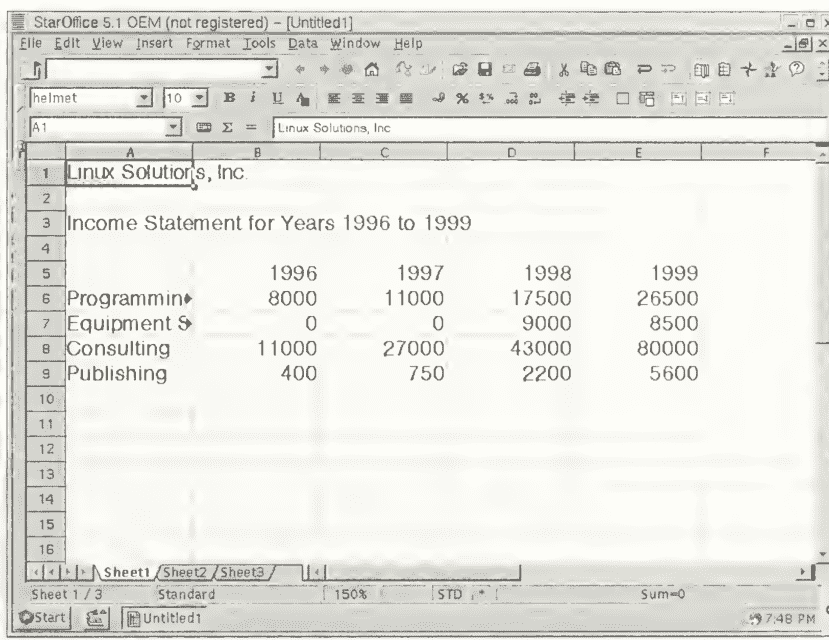 StarOffice 5.1 OEM (not registered) - [Untitled1]
File Edit View Insert Format Tools Data Window Help
helmet 10 B i U A
A1 Σ = Linux Solutions, Inc
A B C D E F
1 Linux Solutions, Inc.
2
3 Income Statement for Years 1996 to 1999
4
5 1996 1997 1998 1999
6 Programmin 8000 11000 17500 26500
7 Equipment S 0 0 9000 8500
8 Consulting 11000 27000 43000 80000
9 Publishing 400 750 2200 5600
10
11
12
13
14
15
16
Sheet1 Sheet2 Sheet3
Sheet 1 / 3 Standard 150% STD * Sum=0
Start Untitled1 7:48 PM